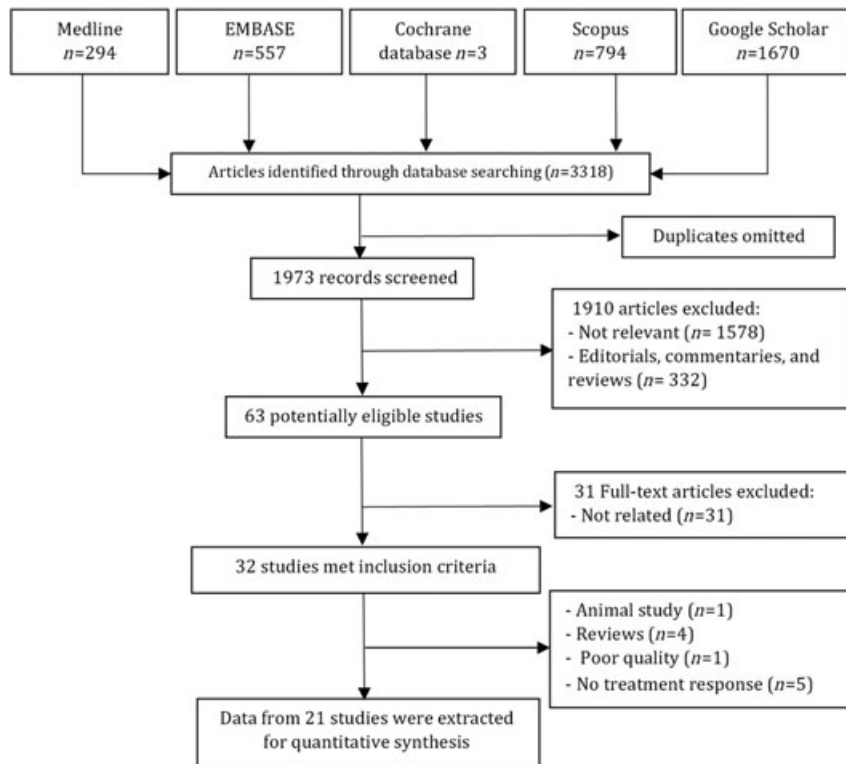 Medline
n=294
EMBASE
n=557
Cochrane
database n=3
Scopus
n=794
Google Scholar
n=1670
Articles identified through database searching (n=3318)
Duplicates omitted
1973 records screened
1910 articles excluded:
- Not relevant (n= 1578)
- Editorials, commentaries, and
reviews (n= 332)
63 potentially eligible studies
31 Full-text articles excluded:
- Not related (n=31)
32 studies met inclusion criteria
- Animal study (n=1)
- Reviews (n=4)
- Poor quality (n=1)
- No treatment response (n=5)
Data from 21 studies were extracted
for quantitative synthesis